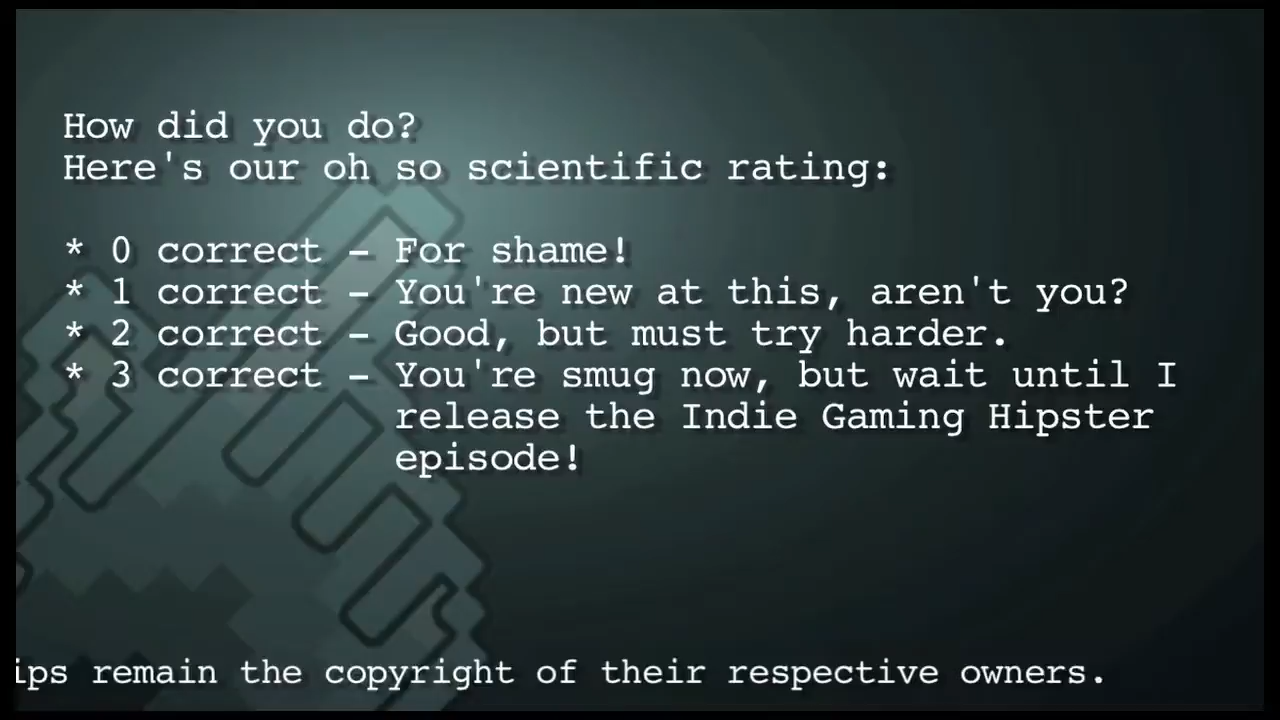 How did you do?
Here's our oh so scientific rating:
* 0 correct – For shame!
* 1 correct – You're new at this, aren't you?
* 2 correct – Good, but must try harder.
* 3 correct – You're smug now, but wait until I
release the Indie Gaming Hipster
episode!
remain the copyright of their respective owners.